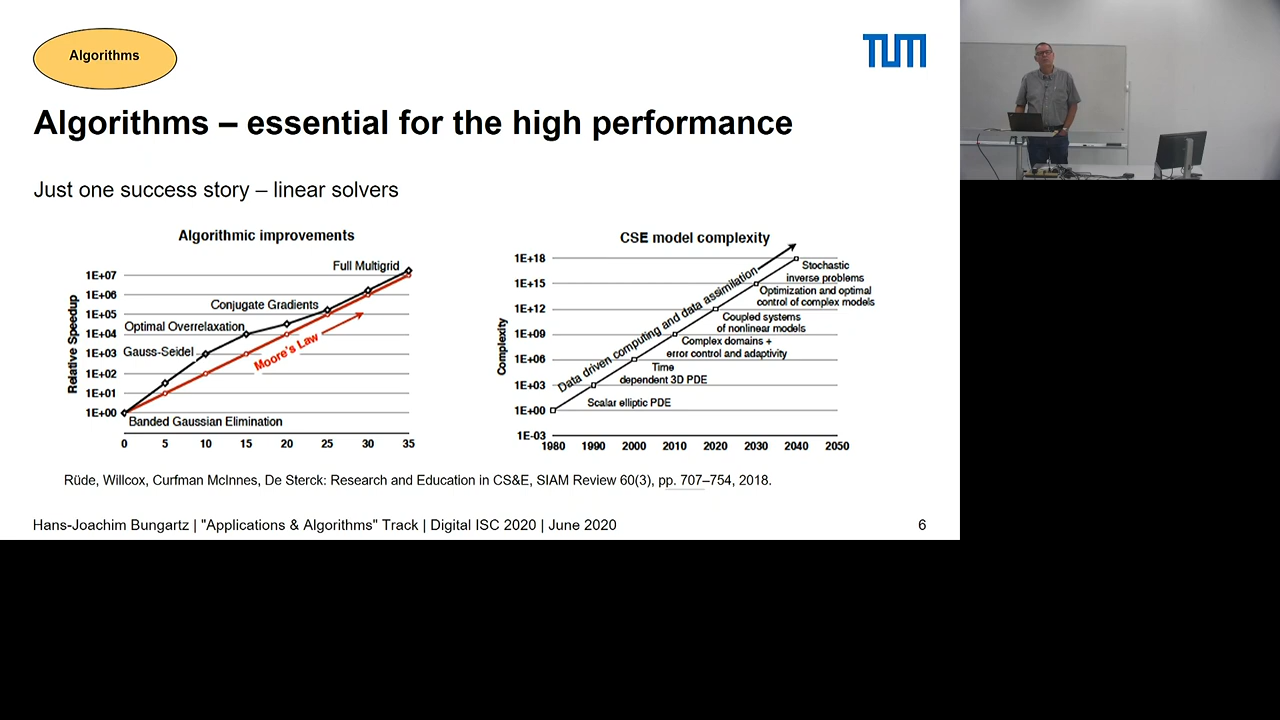 Algorithms
TUM
Algorithms – essential for the high performance
Just one success story – linear solvers
Algorithmic improvements
Relative Speedup
1E+07
1E+06
1E+05
1E+04
1E+03
1E+02
1E+01
1E+00
Full Multigrid
Conjugate Gradients
Optimal Overrelaxation
Gauss-Seidel
Moore's Law
Banded Gaussian Elimination
0 5 10 15 20 25 30 35
CSE model complexity
Complexity
1E+18
1E+15
1E+12
1E+09
1E+06
1E+03
1E+00
1E-03
Data driven computing and data assimilation
Stochastic
inverse problems
Optimization and optimal
control of complex models
Coupled systems
of nonlinear models
Complex domains +
error control and adaptivity
Time
dependent 3D PDE
Scalar elliptic PDE
1980 1990 2000 2010 2020 2030 2040 2050
Rüde, Willcox, Curfman McInnes, De Sterck: Research and Education in CS&E, SIAM Review 60(3), pp. 707–754, 2018.
Hans-Joachim Bungartz | "Applications & Algorithms" Track | Digital ISC 2020 | June 2020
6